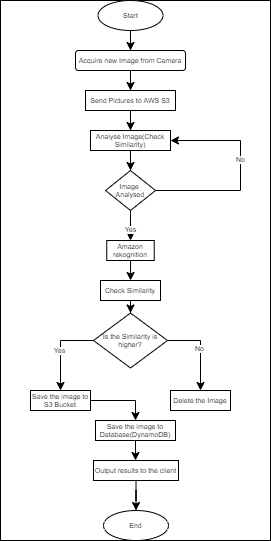 Start
Acquire new Image from Camera
Send Pictures to AWS S3
Analyse Image(Check
Similarity)
No
Image
Analysed
Yes
Amazon
rekognition
Check Similarity
Is the Similarity is
higher?
Yes
No
Save the image to
S3 Bucket
Delete the Image
Save the image to
Database(DynamoDB)
Output results to the client
End